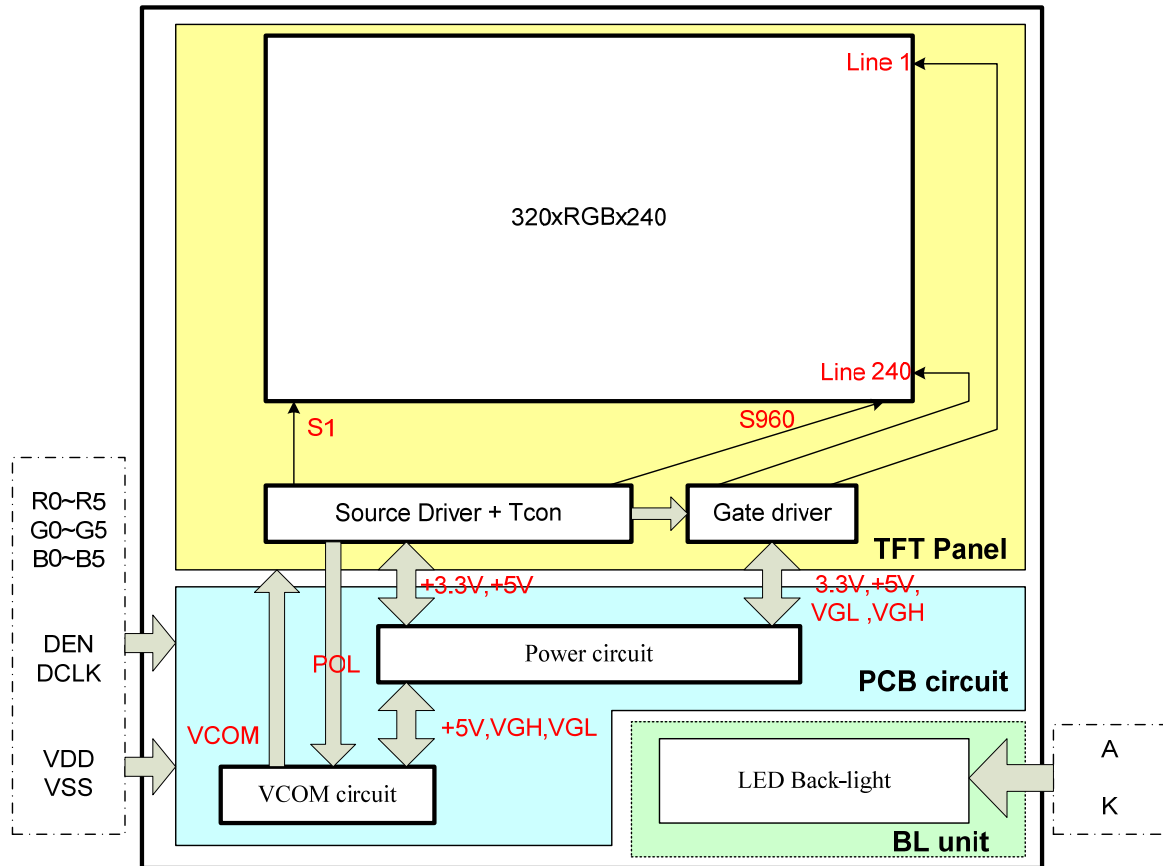 Line 1
320xRGBx240
Line 240
S1
S960
R0~R5
G0~G5
B0~B5
Source Driver + Tcon
Gate driver
TFT Panel
+3.3V,+5V
3.3V,+5V,
VGL ,VGH
DEN
DCLK
POL
Power circuit
PCB circuit
VCOM
+5V,VGH,VGL
VDD
VSS
VCOM circuit
LED Back-light
A
K
BL unit